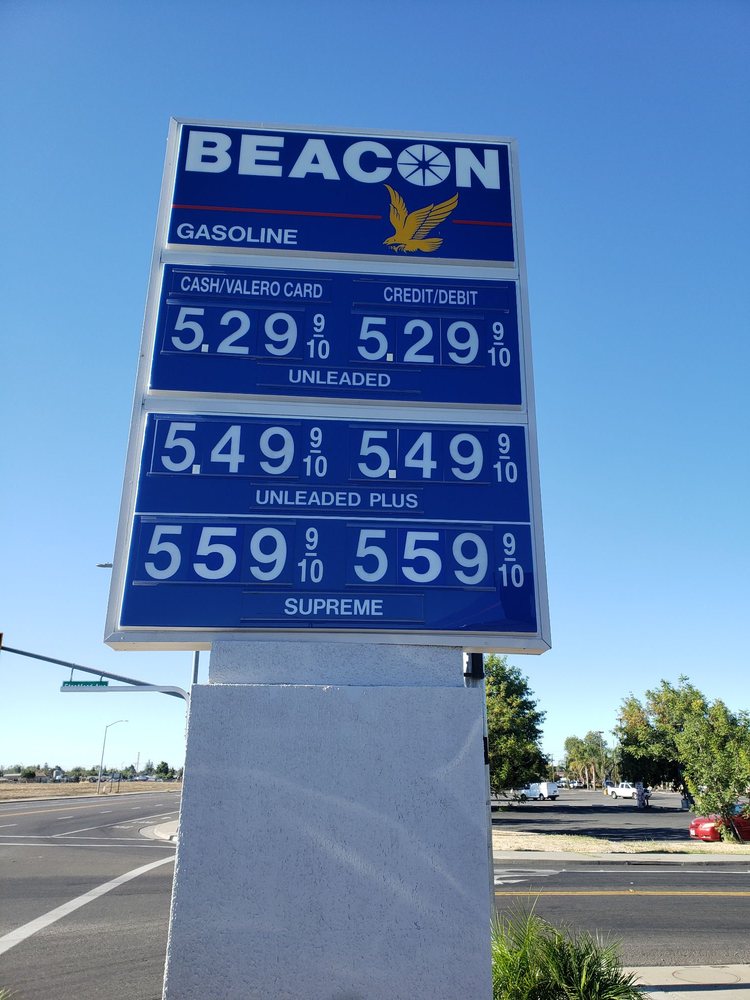 BEACON
GASOLINE
CASH/VALERO CARD CREDIT/DEBIT
5.29 9/10 5.29 9/10
UNLEADED
5.49 9/10 5.49 9/10
UNLEADED PLUS
559 9/10 559 9/10
SUPREME